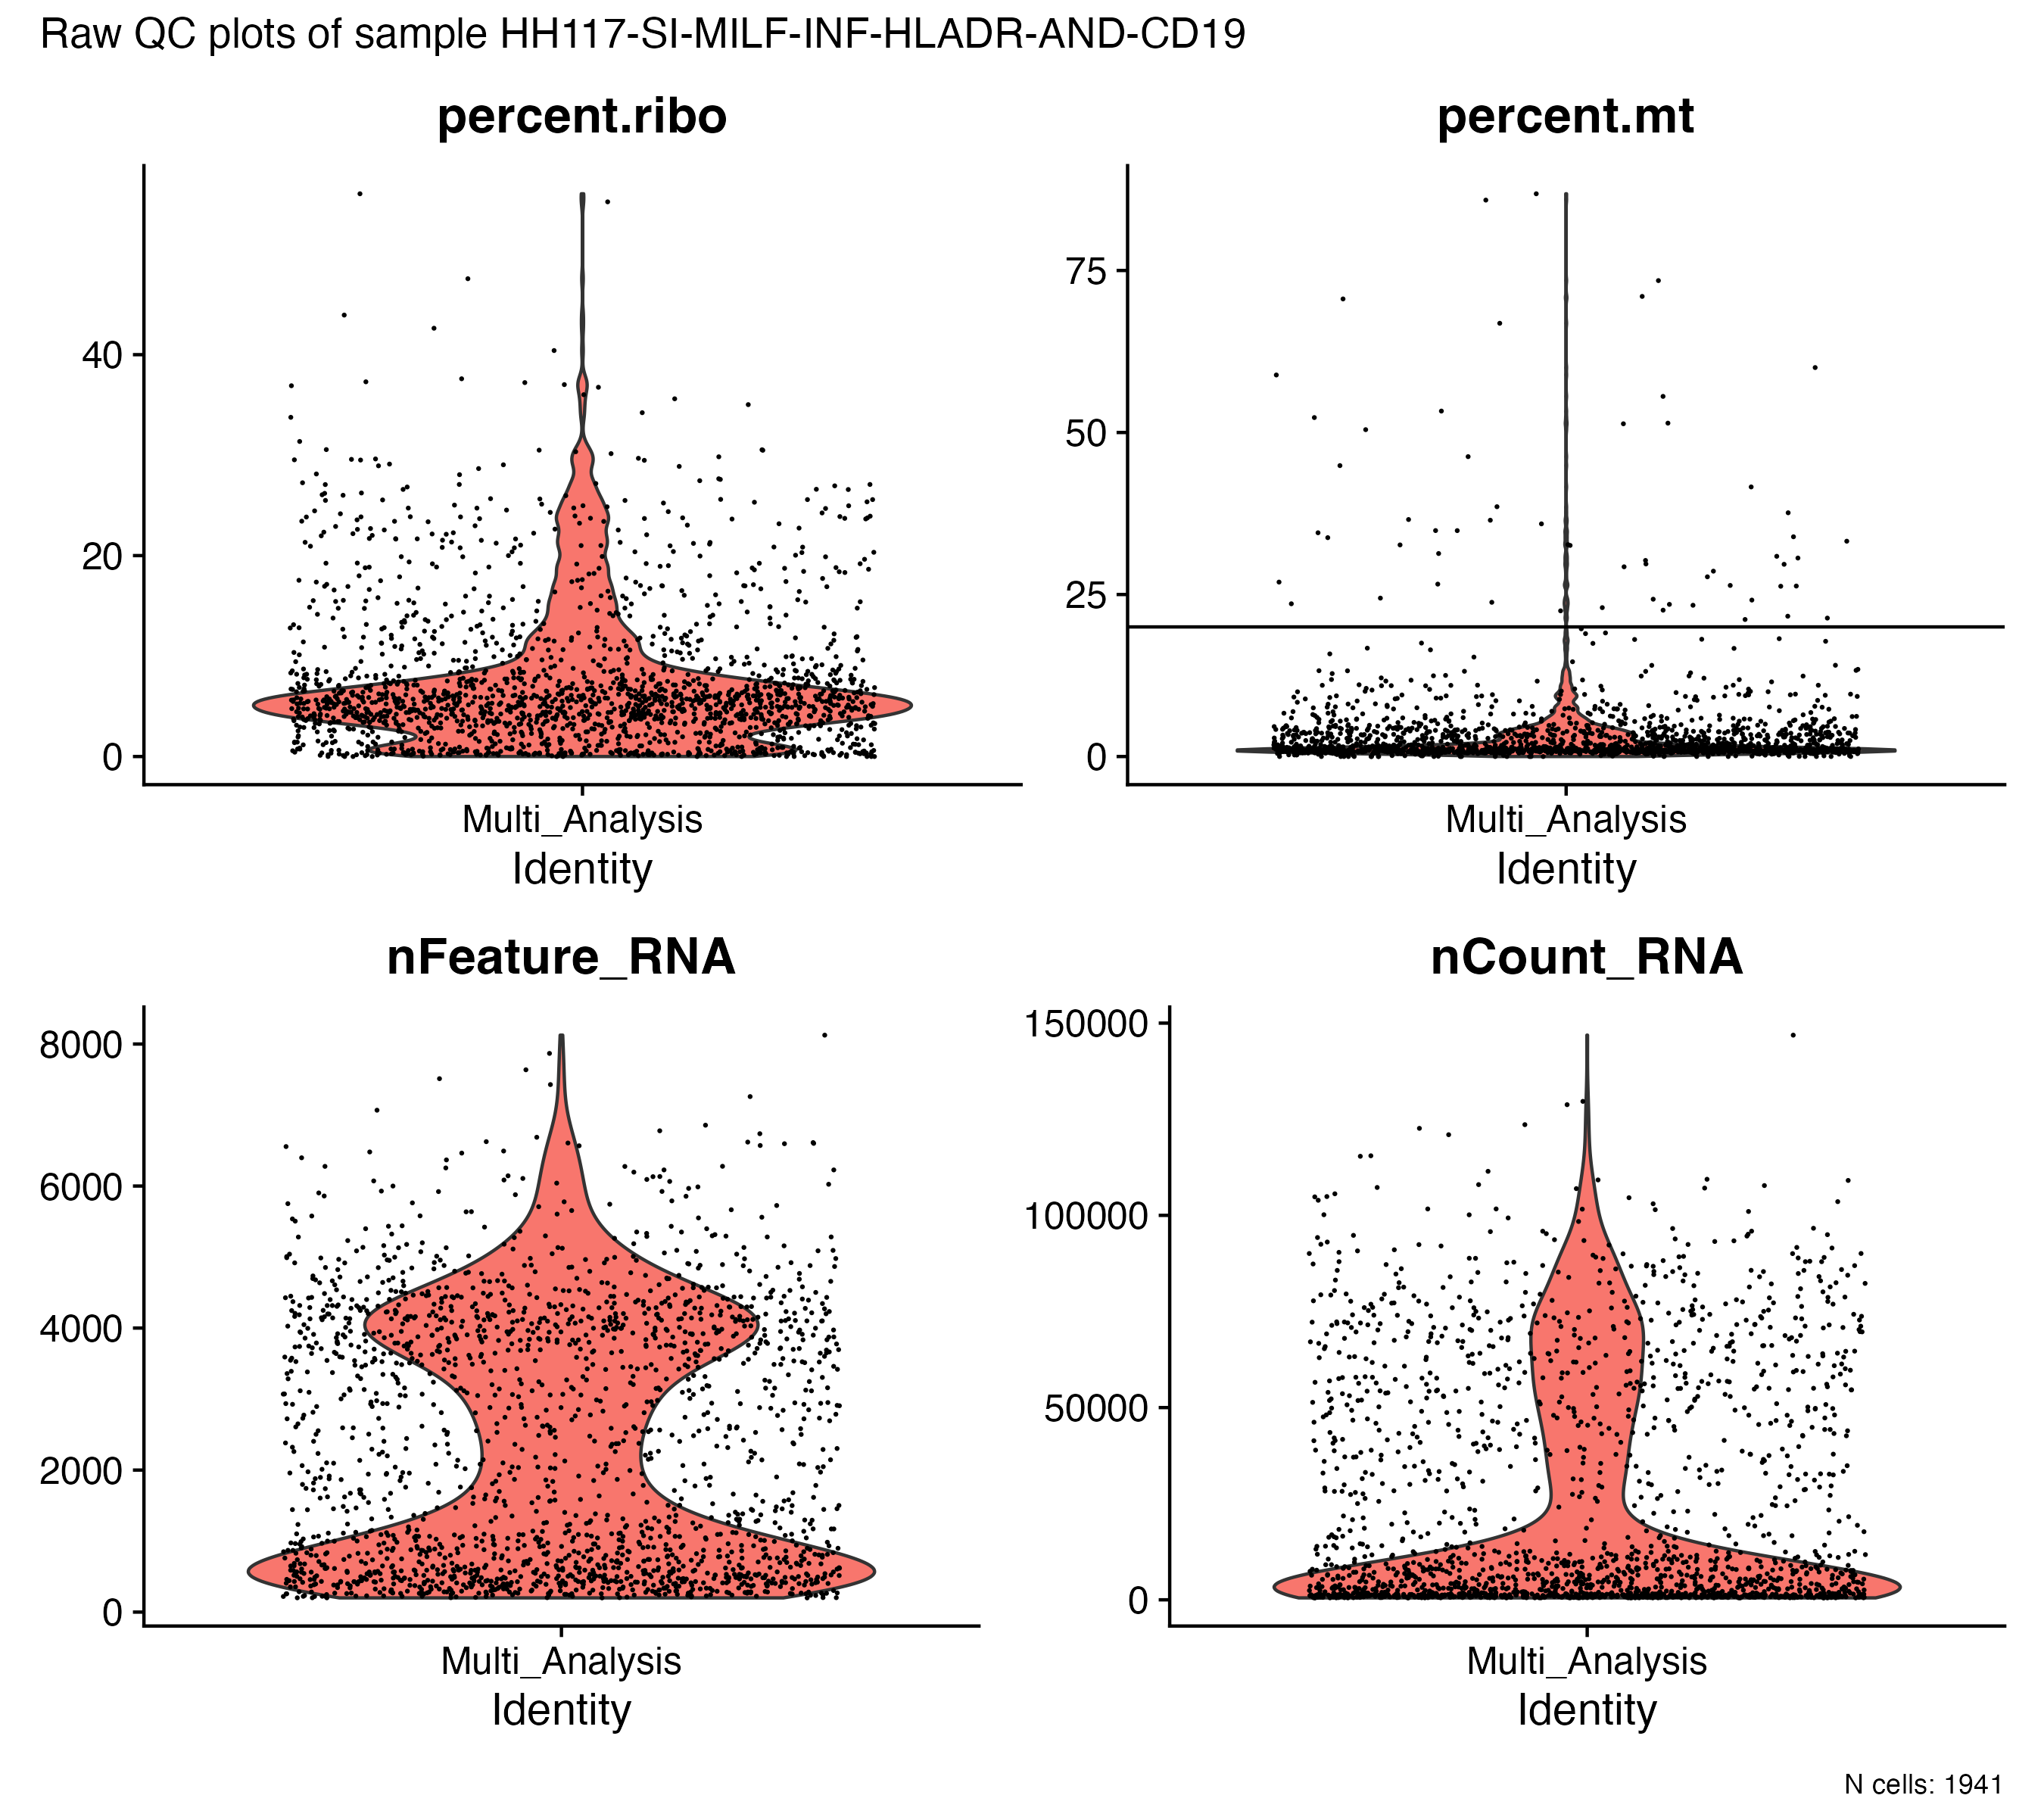 Raw QC plots of sample HH117-SI-MILF-INF-HLADR-AND-CD19
percent.ribo
40
20
0
Multi_Analysis
Identity
percent.mt
75
50
25
0
Multi_Analysis
Identity
nFeature_RNA
8000
6000
4000
2000
0
Multi_Analysis
Identity
nCount_RNA
150000
100000
50000
0
Multi_Analysis
Identity
N cells: 1941